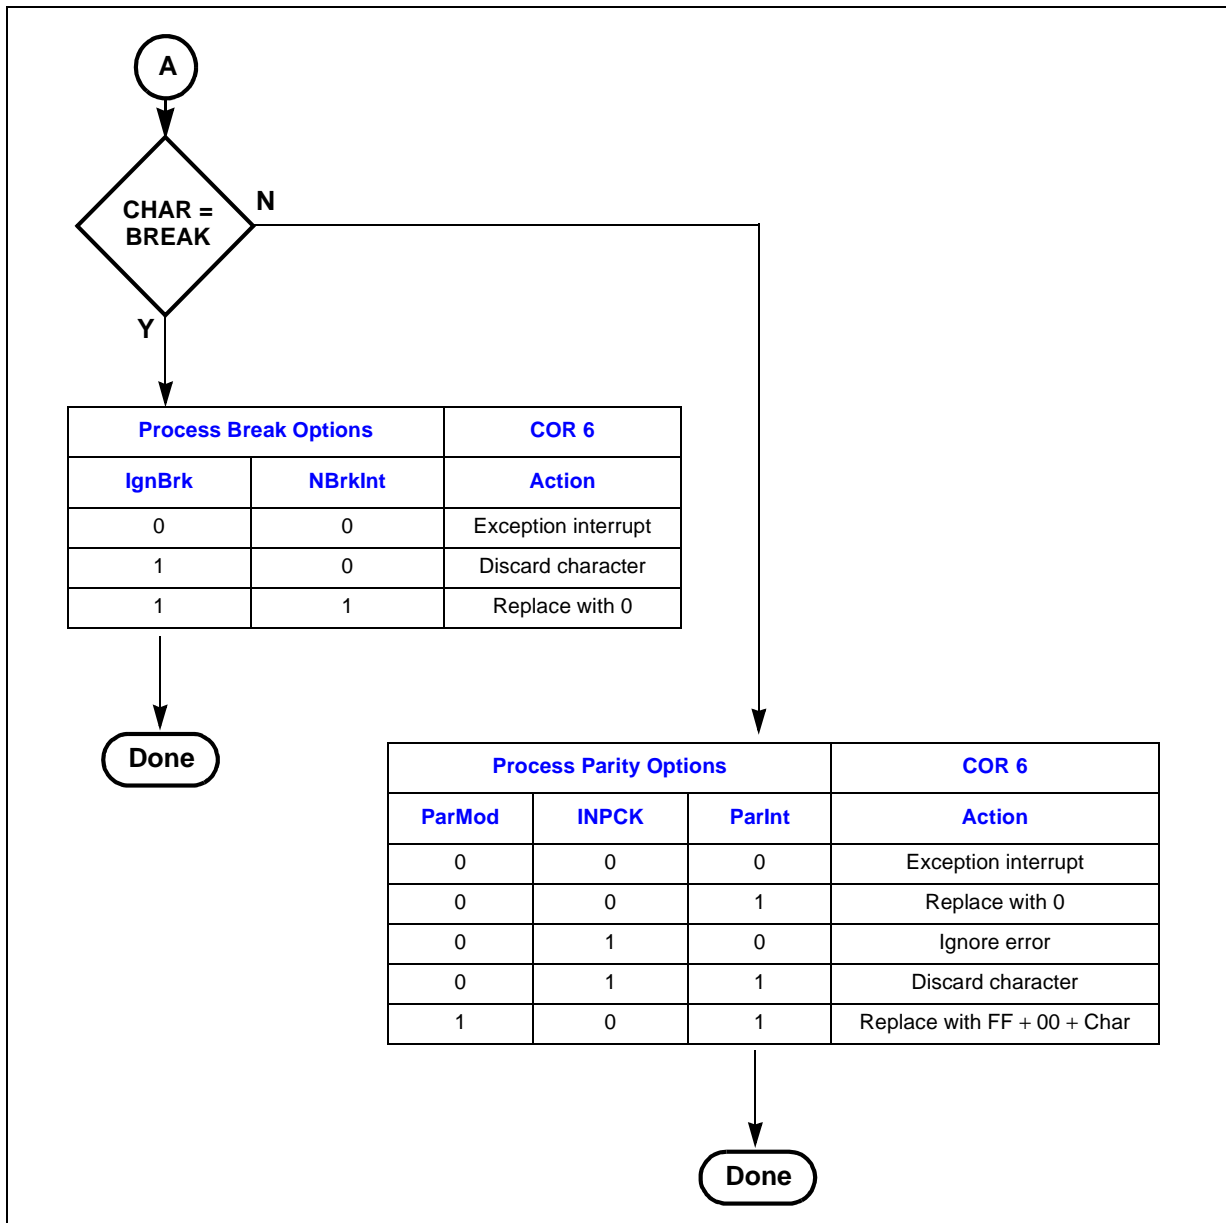 A
CHAR =
BREAK
N
Y
Process Break Options COR 6
IgnBrk NBrkInt Action
0 0 Exception interrupt
1 0 Discard character
1 1 Replace with 0
Done
Process Parity Options COR 6
ParMod INPCK ParInt Action
0 0 0 Exception interrupt
0 0 1 Replace with 0
0 1 0 Ignore error
0 1 1 Discard character
1 0 1 Replace with FF + 00 + Char
Done